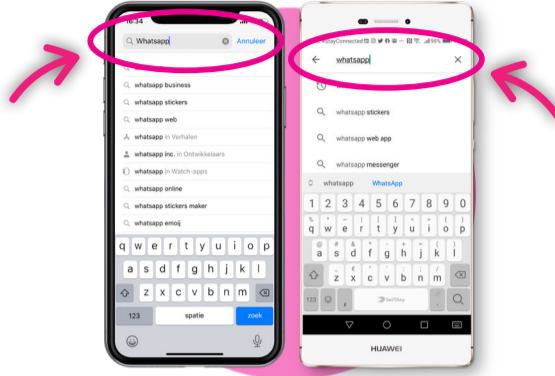 16:34
Whatsapp
Annuleer
whatsapp business
whatsapp stickers
whatsapp web
whatsapp in Verhalen
whatsapp inc. in Ontwikkelaars
whatsapp in Watch-apps
whatsapp online
whatsapp stickers maker
whatsapp emoij
q w e r t y u i o p
a s d f g h j k l
z x c v b n m
123 spatie zoek
StayConnected
whatsapp
whatsapp stickers
whatsapp web app
whatsapp messenger
whatsapp WhatsApp
1 2 3 4 5 6 7 8 9 0
q w e r t y u i o p
a s d f g h j k l
z x c v b n m
123 , SwiftKey
HUAWEI